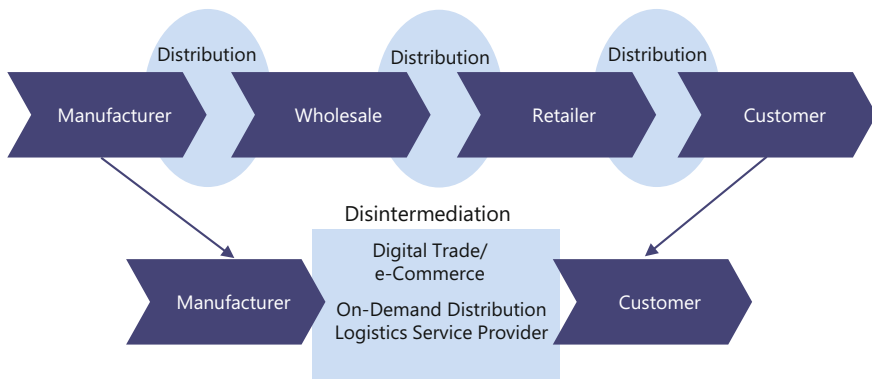 Distribution
Distribution
Distribution
Manufacturer
Wholesale
Retailer
Customer
Disintermediation
Digital Trade/
e-Commerce
On-Demand Distribution
Logistics Service Provider
Manufacturer
Customer